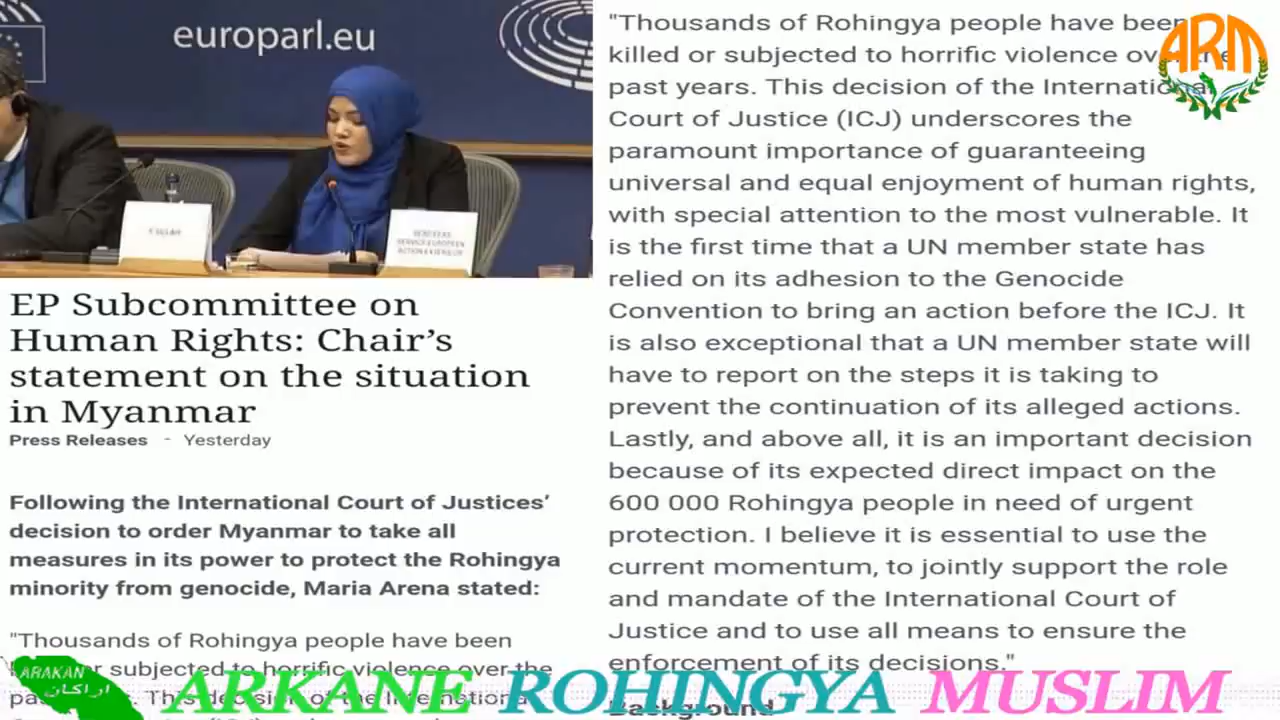 europarl.eu
EP Subcommittee on
Human Rights: Chair's
statement on the situation
in Myanmar
Press Releases - Yesterday
Following the International Court of Justices'
decision to order Myanmar to take all
measures in its power to protect the Rohingya
minority from genocide, Maria Arena stated:
"Thousands of Rohingya people have been
subjected to horrific violence over the
"Thousands of Rohingya people have been
killed or subjected to horrific violence over the
past years. This decision of the International
Court of Justice (ICJ) underscores the
paramount importance of guaranteeing
universal and equal enjoyment of human rights,
with special attention to the most vulnerable. It
is the first time that a UN member state has
relied on its adhesion to the Genocide
Convention to bring an action before the ICJ. It
is also exceptional that a UN member state will
have to report on the steps it is taking to
prevent the continuation of its alleged actions.
Lastly, and above all, it is an important decision
because of its expected direct impact on the
600 000 Rohingya people in need of urgent
protection. I believe it is essential to use the
current momentum, to jointly support the role
and mandate of the International Court of
Justice and to use all means to ensure the
enforcement of its decisions."
Background
ARM
ARAKAN
اراكان
ARKANE ROHINGYA MUSLIM